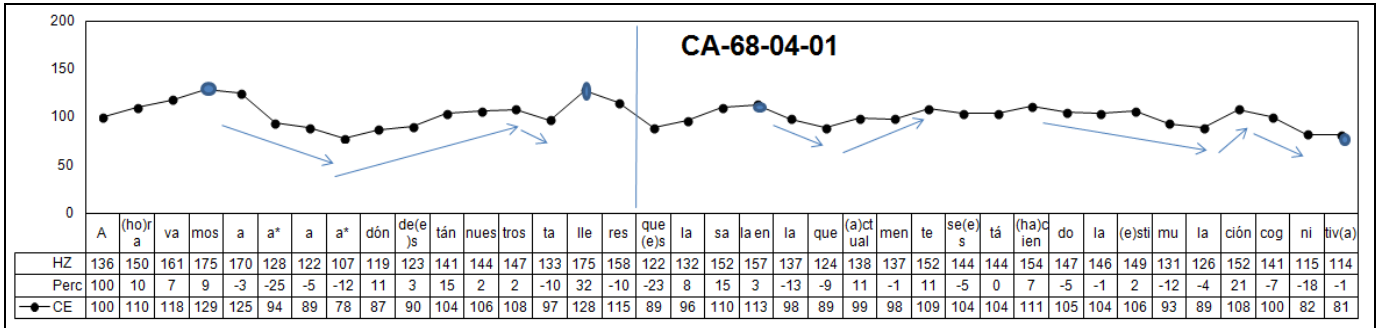 200
CA-68-04-01
150
100
50
0
A (ho)ra va mos a a* a a* dón de(e)s tán nues tros ta lle res que(es) la sa la en la que (a)ctual men te se(e)s tá (ha)cien do la (e)sti mu la ción cog ni tiv(a)
HZ 136 150 161 175 170 128 122 107 119 123 141 144 147 133 175 158 122 132 152 157 137 124 138 137 152 144 144 154 147 146 149 131 126 152 141 115 114
Perc 100 10 7 9 -3 -25 -5 -12 11 3 15 2 2 -10 32 -10 -23 8 15 3 -13 -9 11 -1 11 -5 0 7 -5 -1 2 -12 -4 21 -7 -18 -1
CE 100 110 118 129 125 94 89 78 87 90 104 106 108 97 128 115 89 96 110 113 98 89 99 98 109 104 104 111 105 104 106 93 89 108 100 82 81